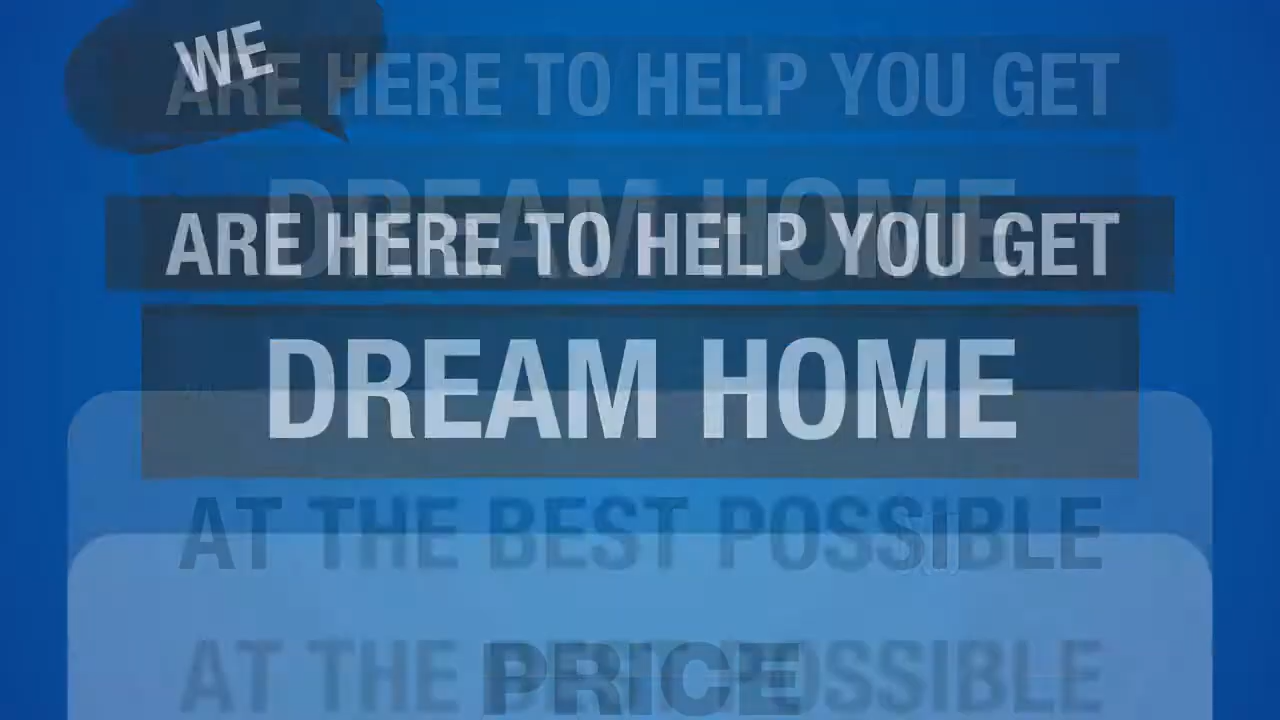 WE
ARE HERE TO HELP YOU GET
DREAM HOME
ARE HERE TO HELP YOU GET
DREAM HOME
AT THE BEST POSSIBLE
AT THE BEST POSSIBLE
PRICE